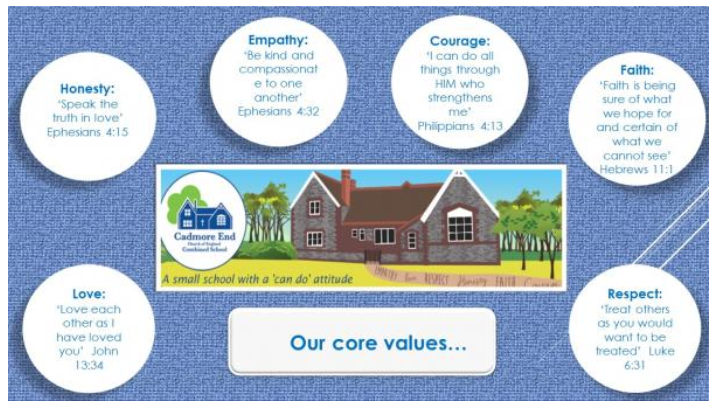 Honesty:
‘Speak the
truth in love’
Ephesians 4:15
Empathy:
‘Be kind and
compassionat
e to one
another’
Ephesians 4:32
Courage:
‘I can do all
things through
HIM who
strengthens
me’
Philippians 4:13
Faith:
‘Faith is being
sure of what
we hope for
and certain of
what we
cannot see’
Hebrews 11:1
Cadmore End
Church of England
Combined School
A small school with a 'can do' attitude
EMPATHY Love RESPECT Honesty FAITH Courage
Love:
‘Love each
other as I
have loved
you’ John
13:34
Our core values...
Respect:
‘Treat others
as you would
want to be
treated’ Luke
6:31